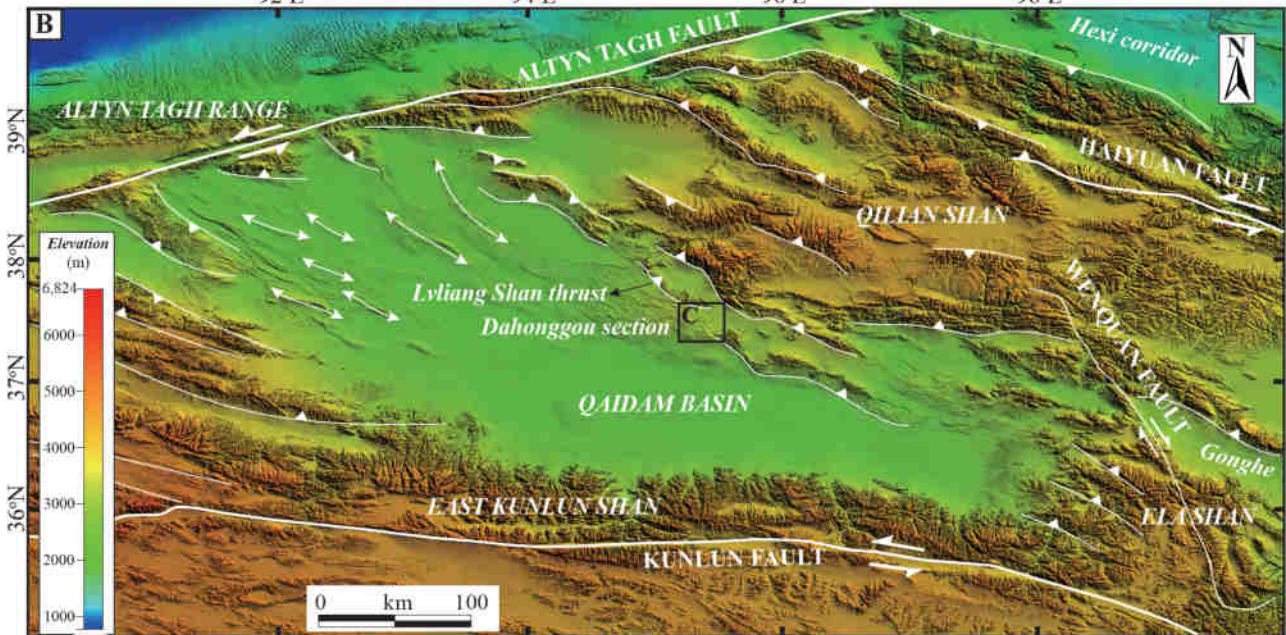 B
ALTYN TAGH FAULT
Hexi corridor
N
ALTYN TAGH RANGE
39°N
HAIYUAN FAULT
QILIAN SHAN
Elevation
(m)
6,824
6000
5000
4000
3000
2000
1000
38°N
Lvliang Shan thrust
C
Dahonggou section
WENQUAN FAULT
37°N
QAIDAM BASIN
Gonghe
36°N
EAST KUNLUN SHAN
ELA SHAN
KUNLUN FAULT
0 km 100